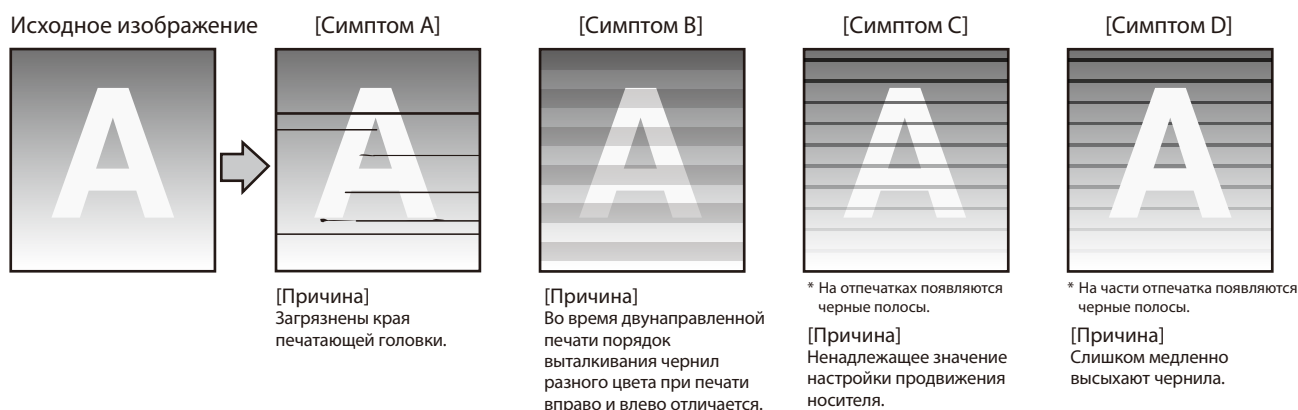 Исходное изображение
[Симптом A]
[Симптом B]
[Симптом C]
[Симптом D]
A
A
A
A
A
[Причина]
Загрязнены края
печатающей головки.
[Причина]
Во время двунаправленной
печати порядок
выталкивания чернил
разного цвета при печати
вправо и влево отличается.
* На отпечатках появляются
черные полосы.
[Причина]
Ненадлежащее значение
настройки продвижения
носителя.
* На части отпечатка появляются
черные полосы.
[Причина]
Слишком медленно
высыхают чернила.